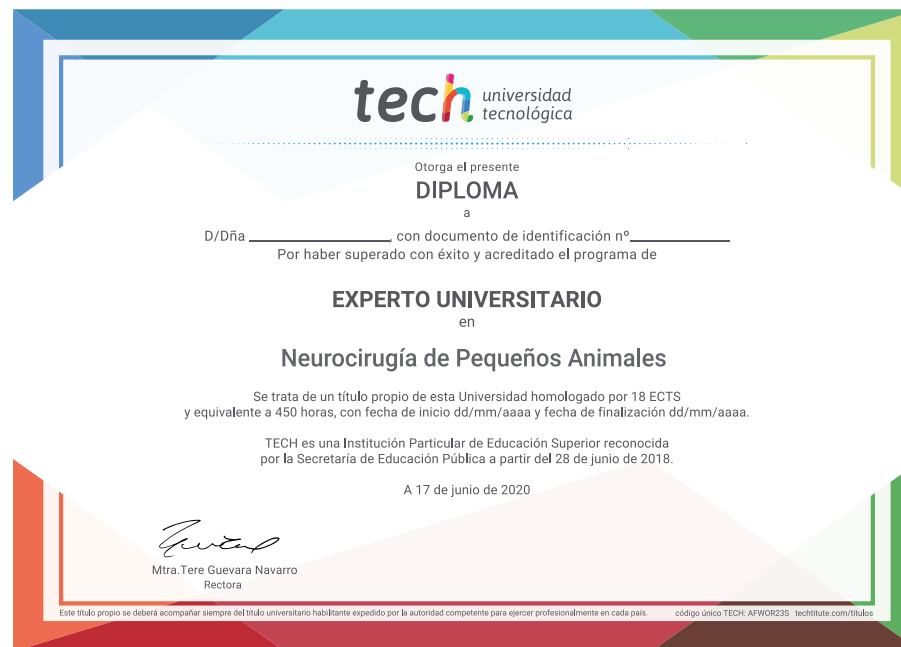 tech universidad
tecnológica
Otorga el presente
DIPLOMA
a
D/Dña ____________________, con documento de identificación nº______________
Por haber superado con éxito y acreditado el programa de
EXPERTO UNIVERSITARIO
en
Neurocirugía de Pequeños Animales
Se trata de un título propio de esta Universidad homologado por 18 ECTS
y equivalente a 450 horas, con fecha de inicio dd/mm/aaaa y fecha de finalización dd/mm/aaaa.
TECH es una Institución Particular de Educación Superior reconocida
por la Secretaría de Educación Pública a partir del 28 de junio de 2018.
A 17 de junio de 2020
Mtra.Tere Guevara Navarro
Rectora
Este título propio se deberá acompañar siempre del título universitario habilitante expedido por la autoridad competente para ejercer profesionalmente en cada país. código único TECH: AFWOR23S techtitute.com/titulos